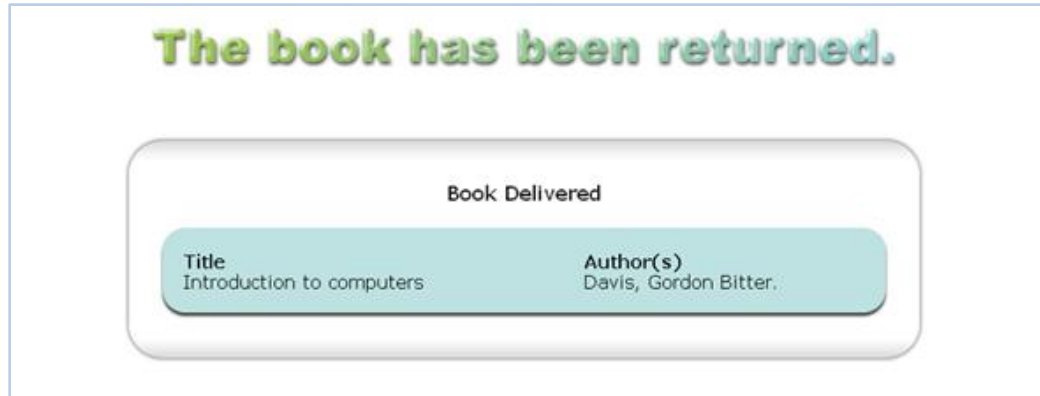 The book has been returned.
Book Delivered
Title Author(s)
Introduction to computers Davis, Gordon Bitter.